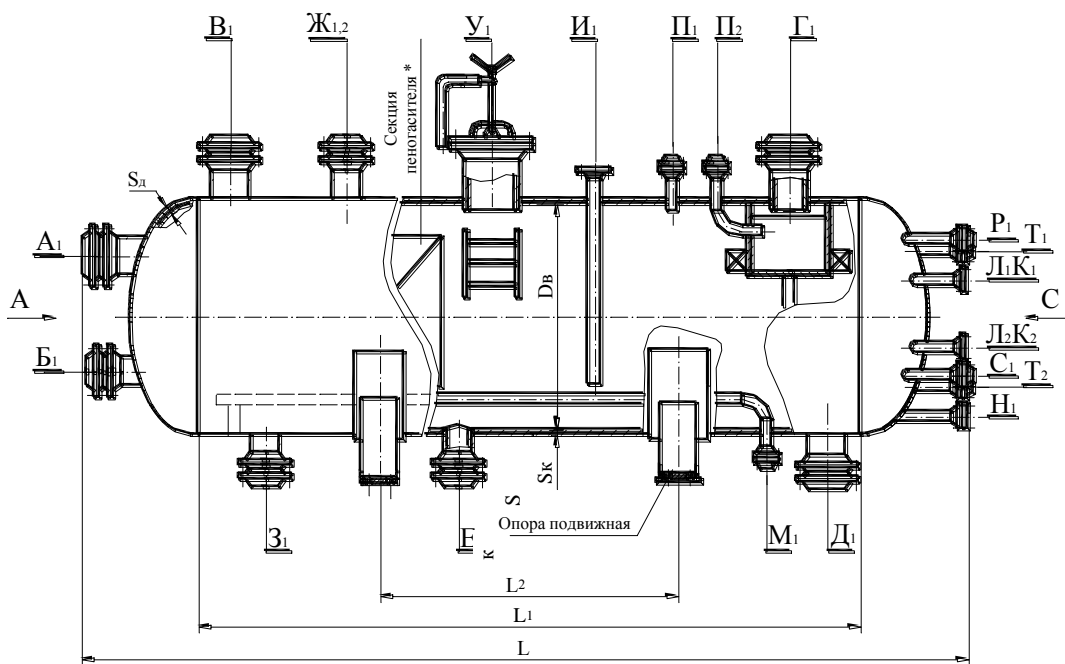 В1
Ж1,2
У1
И1
П1
П2
Г1
Секция
пеногасителя *
Sд
А1
Р1
Т1
Л1К1
А
Dв
С
Л2К2
Б1
С1
Т2
Н1
Sк
S
к
Опора подвижная
З1
Е
М1
Д1
L2
L1
L